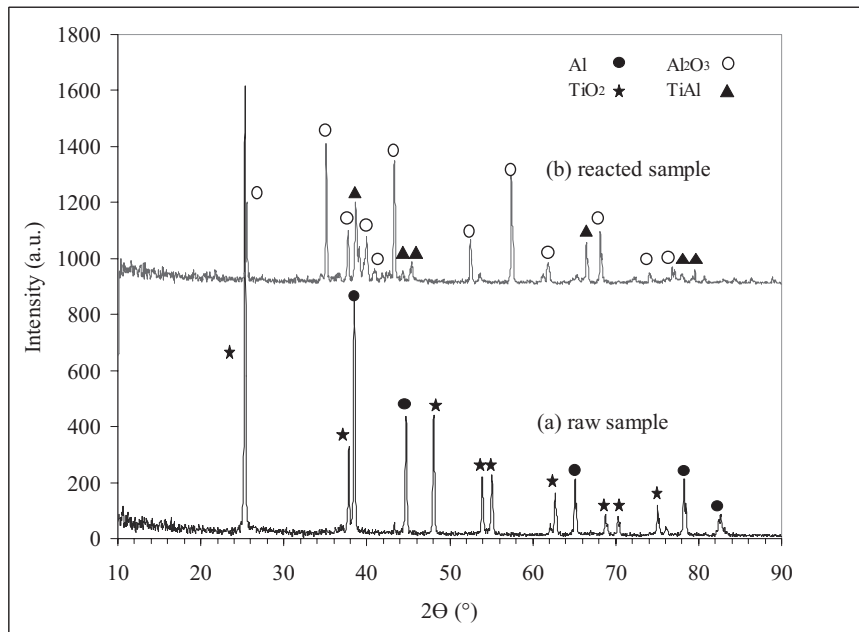 1800
1600
1400
1200
1000
800
600
400
200
0
Intensity (a.u.)
Al
Al2O3
TiO2
TiAl
(b) reacted sample
(a) raw sample
10 20 30 40 50 60 70 80 90
2Ɵ (°)